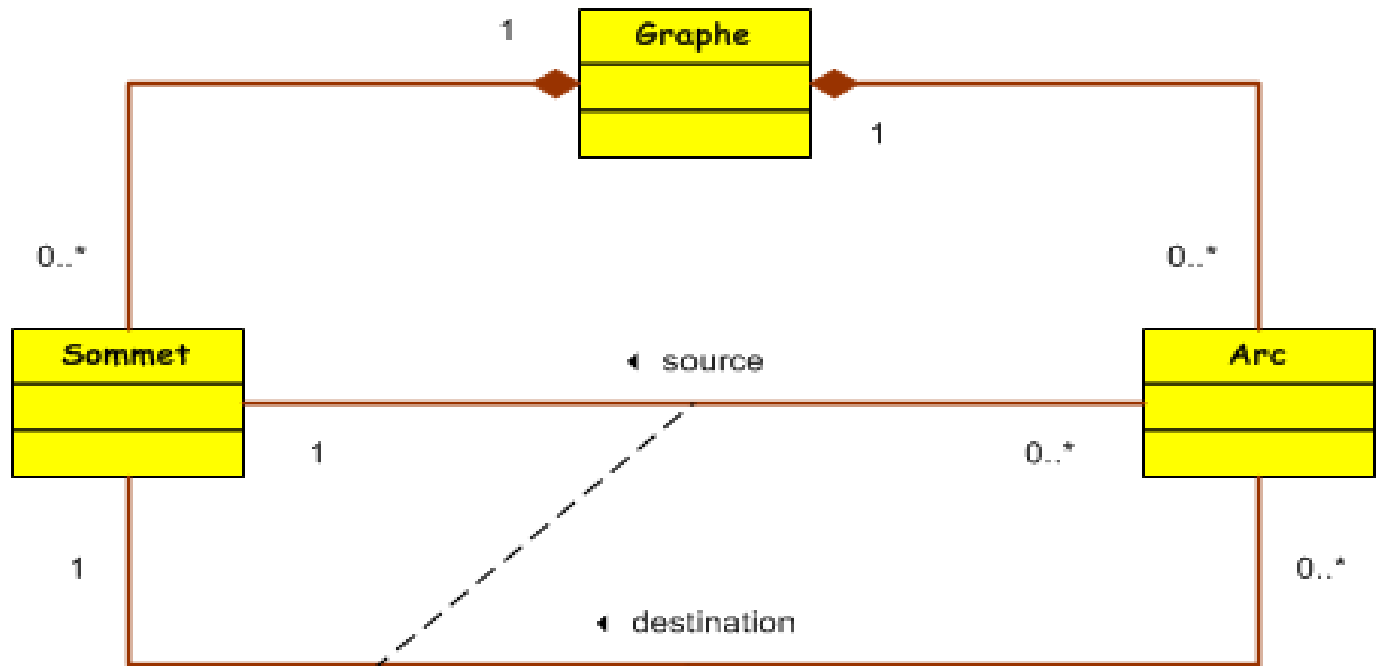 1
Graphe
1
0..*
0..*
Sommet
source
Arc
1
0..*
1
0..*
destination